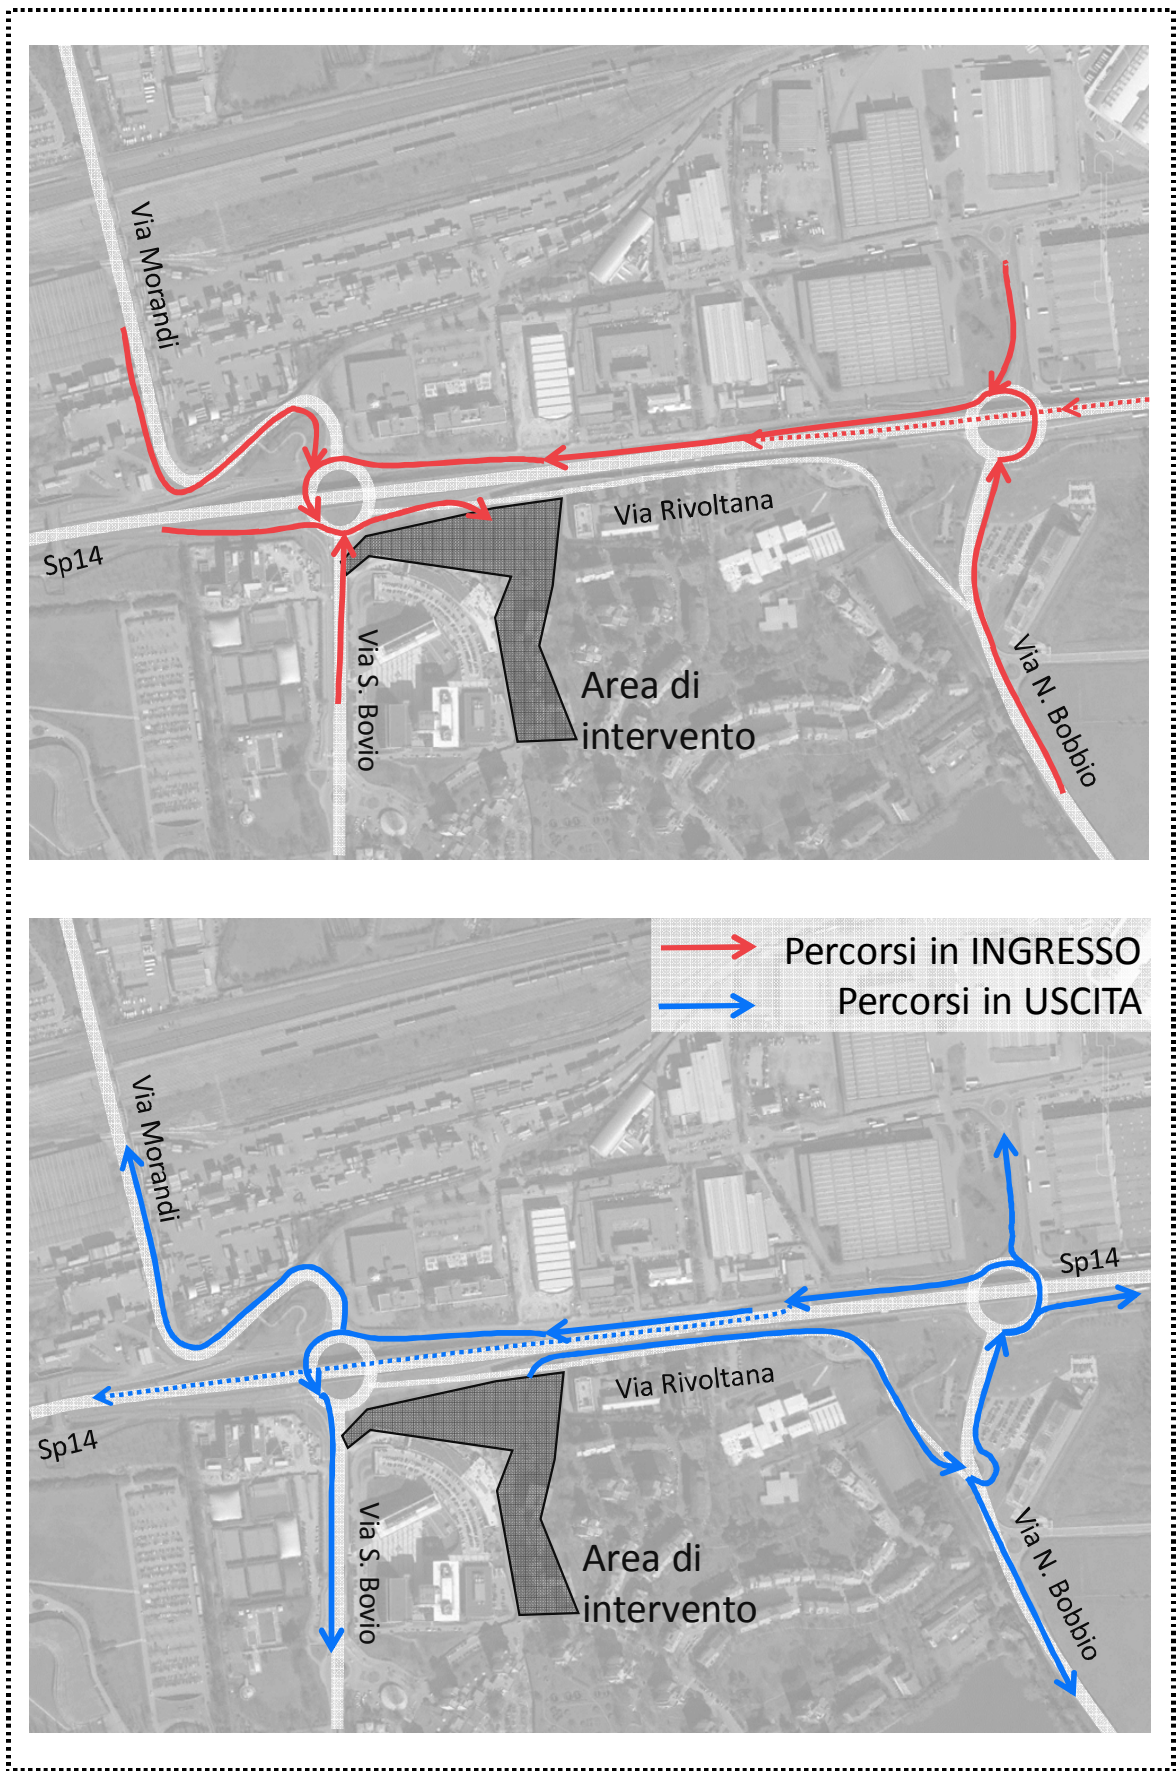 Via Morandi
Via Rivoltana
Sp14
Via S. Bovio
Via N. Bobbio
Area di
intervento
Percorsi in INGRESSO
Percorsi in USCITA
Via Morandi
Sp14
Via Rivoltana
Sp14
Via S. Bovio
Via N. Bobbio
Area di
intervento